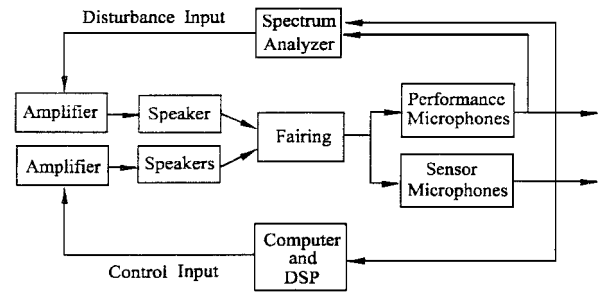 Disturbance Input
Spectrum
Analyzer
Amplifier
Speaker
Performance
Microphones
Fairing
Amplifier
Speakers
Sensor
Microphones
Computer
and
DSP
Control Input